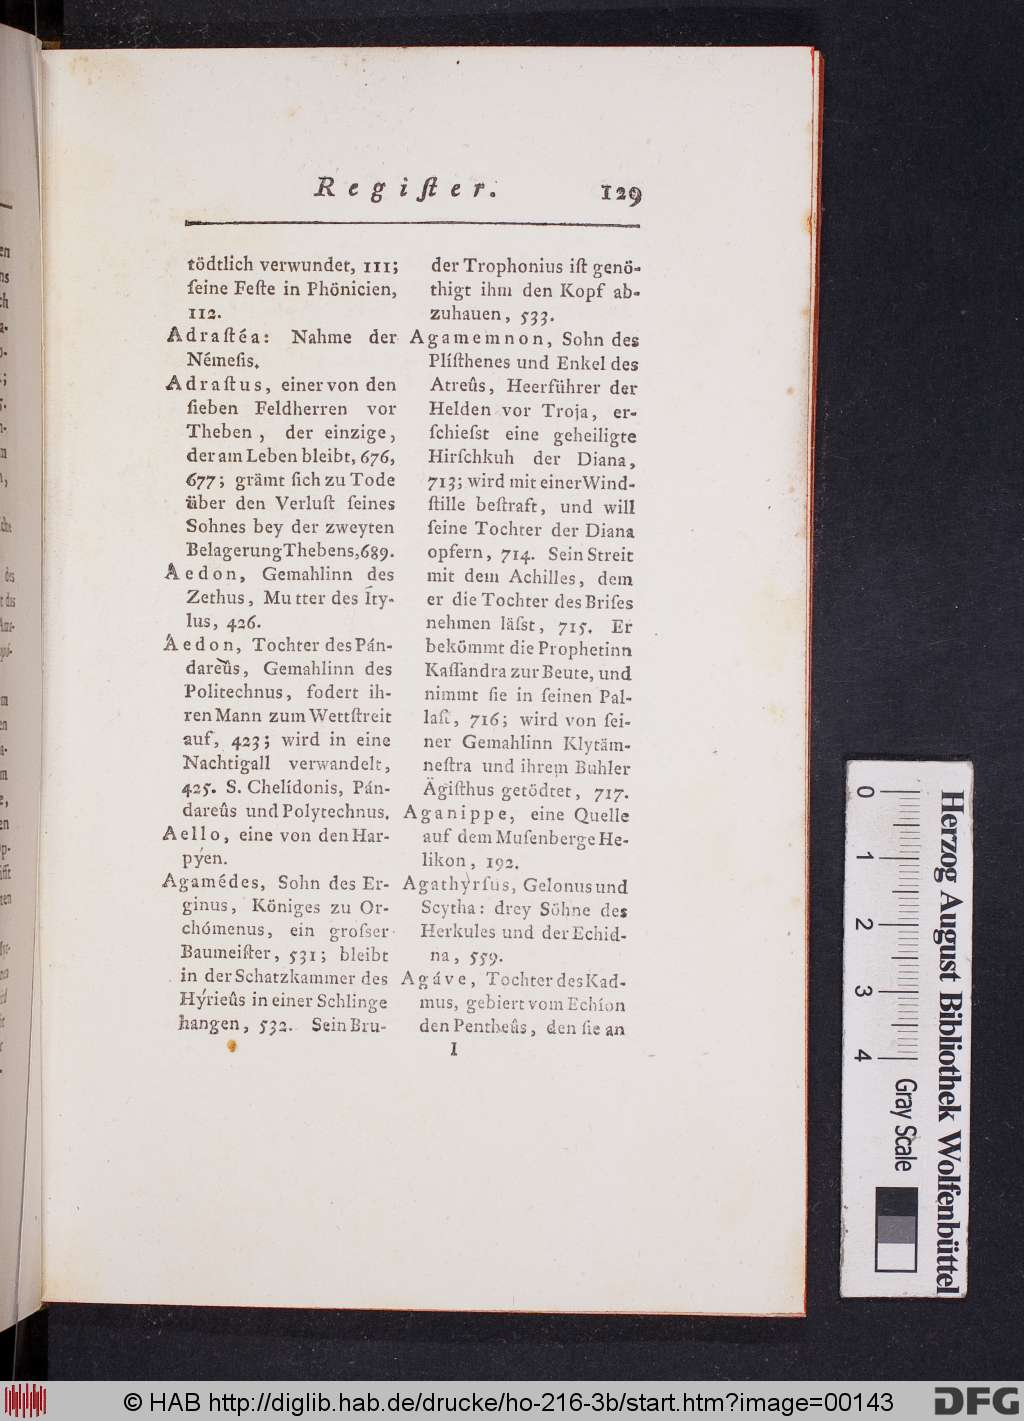 Regiſter. 129
tödtlich verwundet, 111;
ſeine Feſte in Phönicien,
112.
Adraſtéa: Nahme der
Némeſis.
Adraſtus, einer von den
ſieben Feldherren vor
Theben, der einzige,
der am Leben bleibt, 676,
677; grämt ſich zu Tode
über den Verluſt ſeines
Sohnes bey der zweyten
Belagerung Thebens, 689.
Aedon, Gemahlinn des
Zethus, Mutter des Íty-
lus, 426.
Aedon, Tochter des Pán-
dareûs, Gemahlinn des
Politechnus, fodert ih-
ren Mann zum Wettſtreit
auf, 423; wird in eine
Nachtigall verwandelt,
425. S. Chelídonis, Pán-
dareûs und Polytechnus.
Aello, eine von den Har-
pýen.
Agamédes, Sohn des Er-
ginus, Königes zu Or-
chómenus, ein groſser
Baumeiſter, 531; bleibt
in der Schatzkammer des
Hýrieûs in einer Schlinge
hangen, 532. Sein Bru-
der Trophonius iſt genö-
thigt ihm den Kopf ab-
zuhauen, 533.
Agamemnon, Sohn des
Plíſthenes und Enkel des
Atreûs, Heerführer der
Helden vor Troja, er-
ſchieſst eine geheiligte
Hirſchkuh der Diana,
713; wird mit einer Wind-
ſtille beſtraft, und will
ſeine Tochter der Diana
opfern, 714. Sein Streit
mit dem Achilles, dem
er die Tochter des Briſes
nehmen läſst, 715. Er
bekömmt die Prophetinn
Kaſſandra zur Beute, und
nimmt ſie in ſeinen Pal-
laſt, 716; wird von ſei-
ner Gemahlinn Klytäm-
neſtra und ihrem Buhler
Ägiſthus getödtet, 717.
Aganippe, eine Quelle
auf dem Muſenberge He-
likon, 192.
Agathýrſus, Gelonus und
Scytha: drey Söhne des
Herkules und der Echid-
na, 559.
Agáve, Tochter des Kad-
mus, gebiert vom Echíon
den Pentheûs, den ſie an
I
0 1 2 3 4
Gray Scale
Herzog August Bibliothek Wolfenbüttel
© HAB http://diglib.hab.de/drucke/ho-216-3b/start.htm?image=00143
DFG